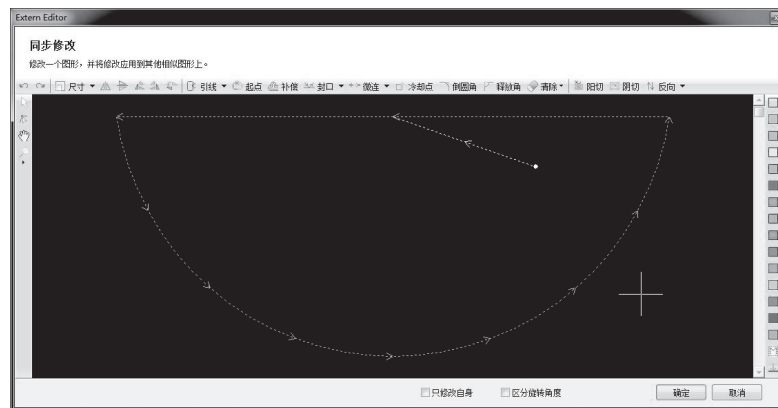 Extern Editor
同步修改
修改一个图形，并将修改应用到其他相似图形上。
尺寸 引线 起点 补偿 封口 微连 冷却点 倒圆角 释放角 清除 阳切 阴切 反向
只修改自身 区分旋转角度 确定 取消